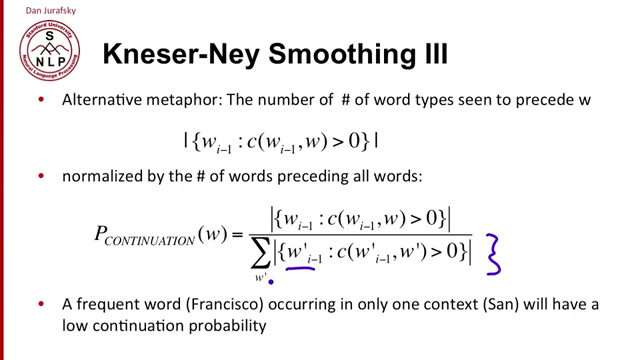 Dan Jurafsky
Stanford University
S
N L P
Natural Language Processing
Kneser-Ney Smoothing III
• Alternative metaphor: The number of # of word types seen to precede w
| {w_{i−1} : c(w_{i−1}, w) > 0} |
• normalized by the # of words preceding all words:
P_{CONTINUATION}(w) = |{w_{i−1} : c(w_{i−1}, w) > 0}| / ∑_{w'} |{w'_{i−1} : c(w'_{i−1}, w') > 0}|
• A frequent word (Francisco) occurring in only one context (San) will have a
low continuation probability